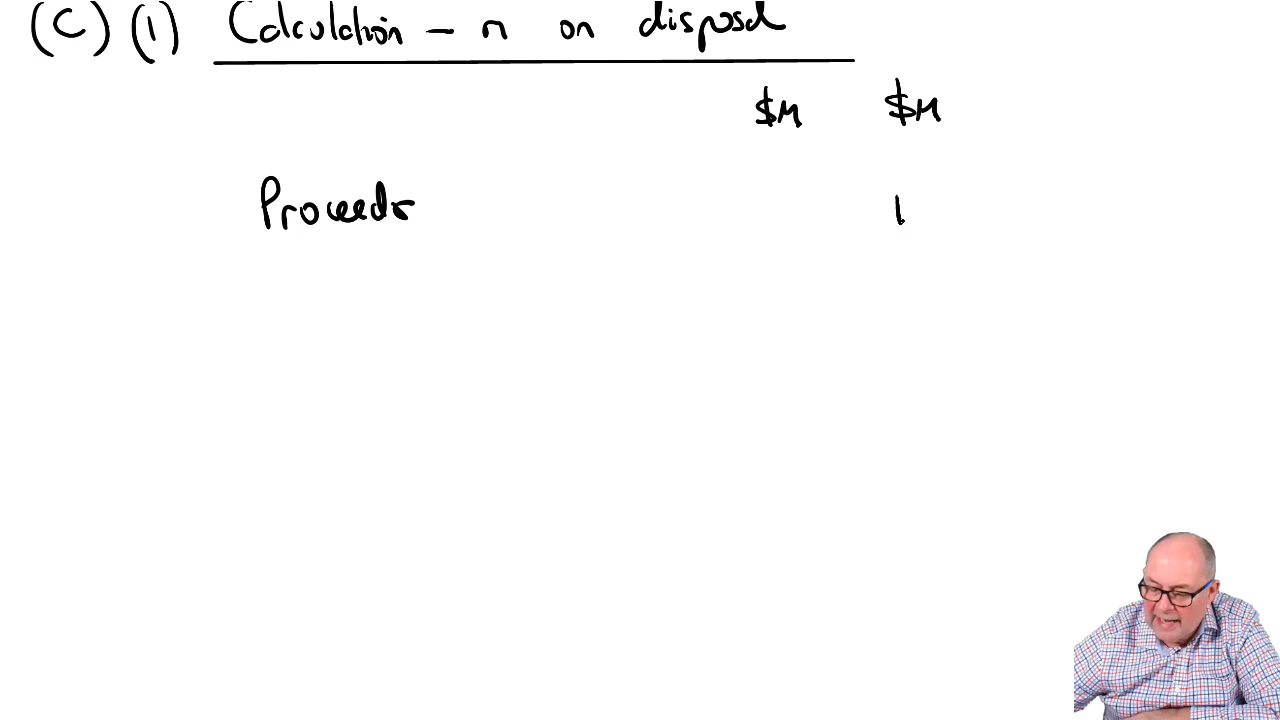 (C) (1) Calculation - π on disposal
$M $M
Proceeds 1